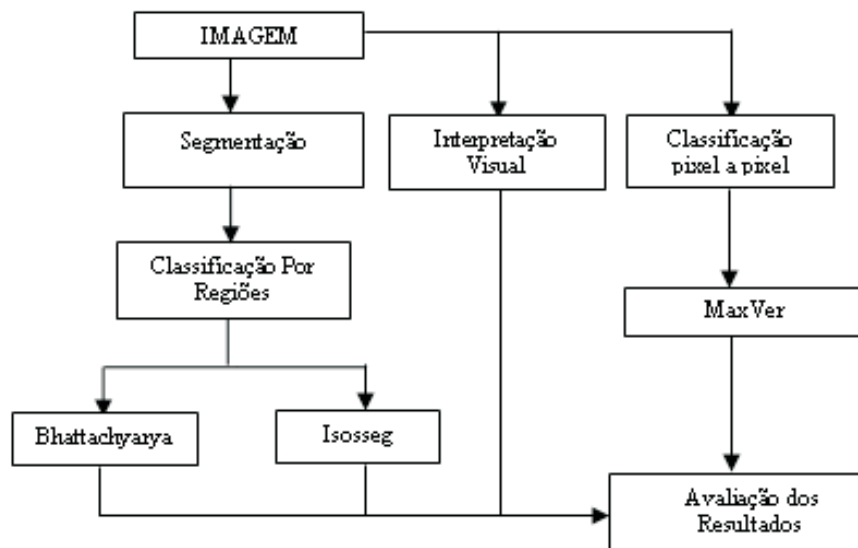 IMAGEM
Segmentação
Interpretação
Visual
Classificação
pixel a pixel
Classificação Por
Regiões
MaxVer
Bhattachyarya
Isosseg
Avaliação dos
Resultados